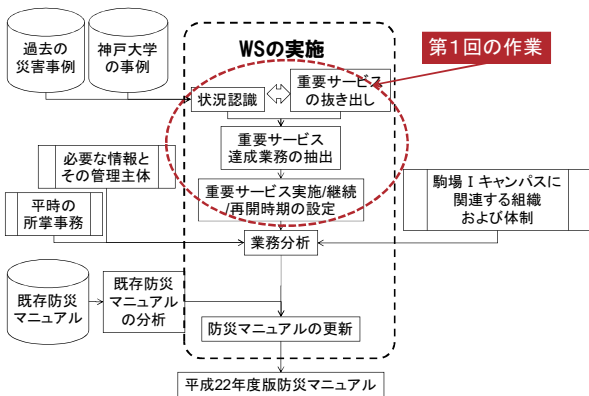 過去の
災害事例
神戸大学
の事例
WSの実施
第1回の作業
状況認識
重要サービス
の抜き出し
重要サービス
達成業務の抽出
必要な情報と
その管理主体
平時の
所掌事務
重要サービス実施/継続
/再開時期の設定
駒場Ⅰキャンパスに
関連する組織
および体制
業務分析
既存防災
マニュアル
既存防災
マニュアル
の分析
防災マニュアルの更新
平成22年度版防災マニュアル